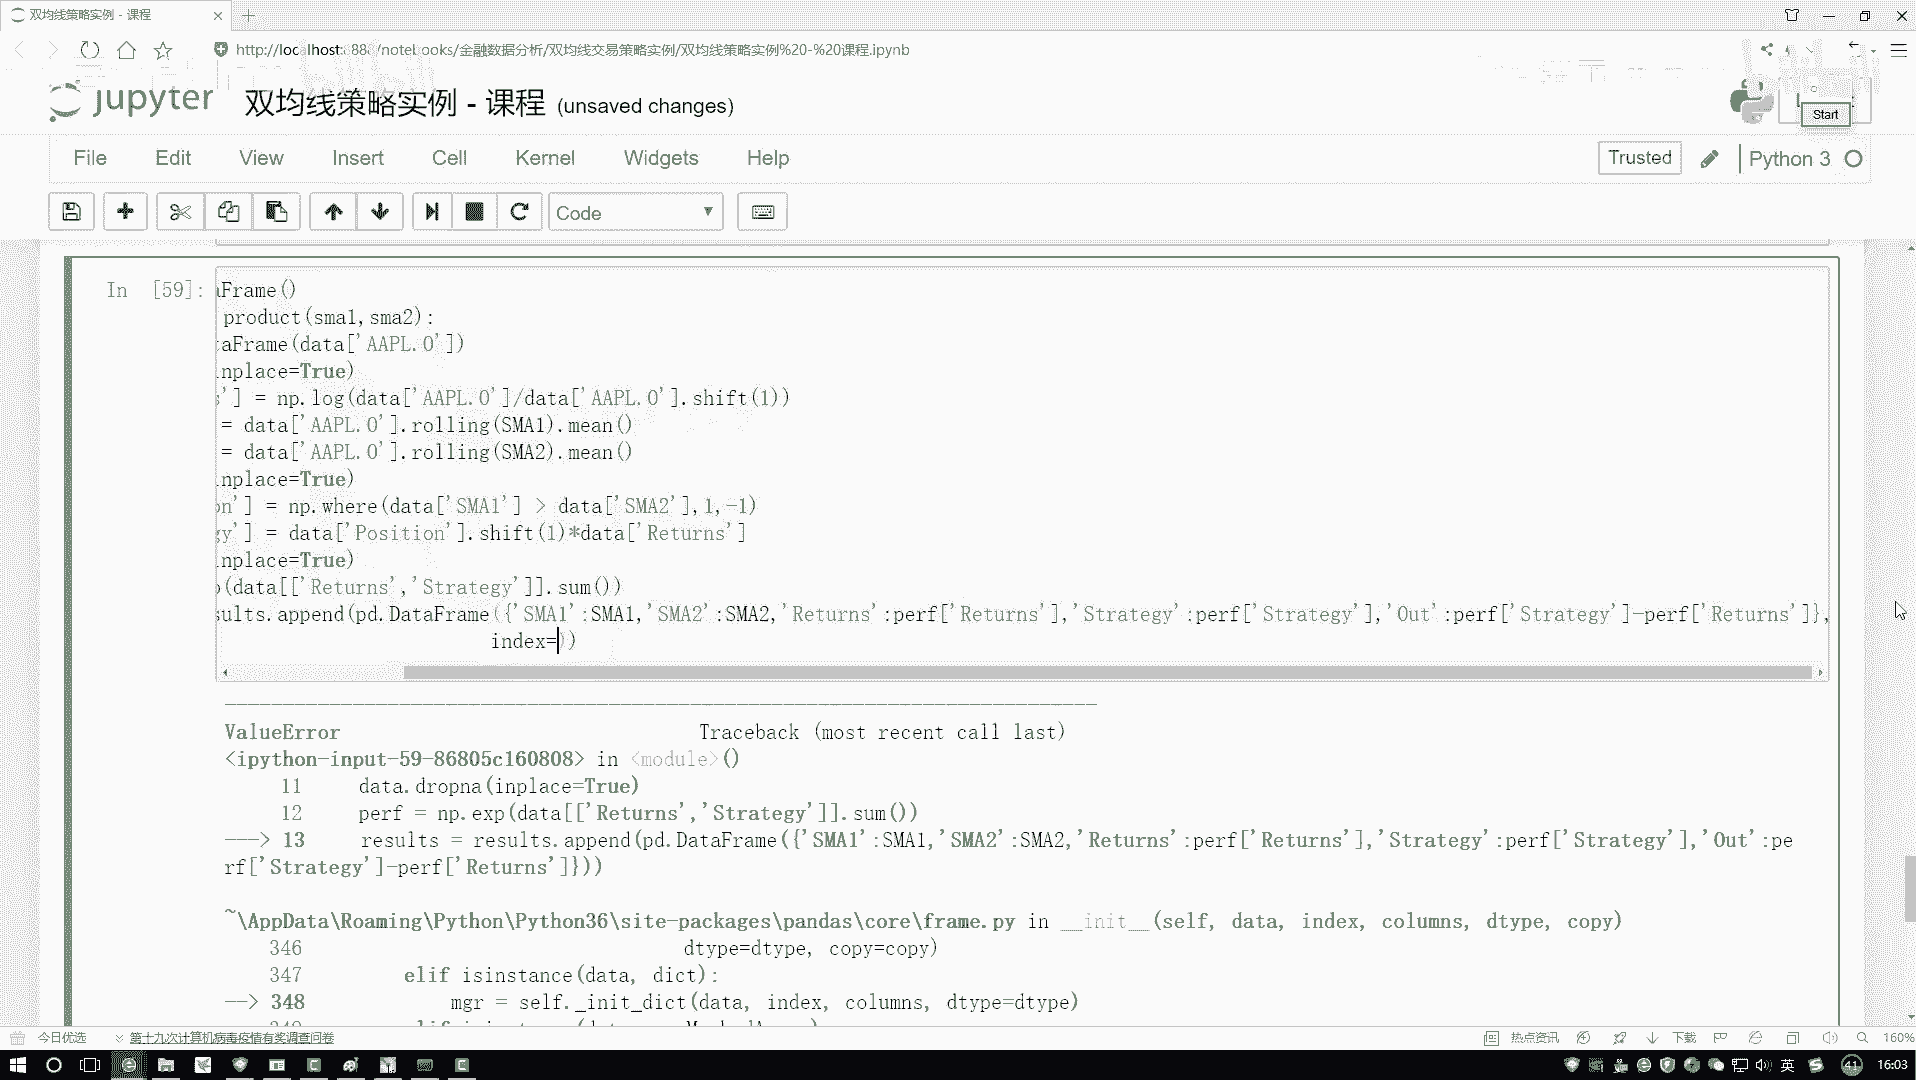 双均线策略实例 - 课程
http://localhost:888/notebooks/金融数据分析/双均线交易策略实例/双均线策略实例%20-%20课程.ipynb
jupyter 双均线策略实例 - 课程 (unsaved changes)
Start
File Edit View Insert Cell Kernel Widgets Help
Trusted Python 3
Code
In [59]:
aFrame()
product(sma1,sma2):
taFrame(data['AAPL.O'])
inplace=True)
s'] = np.log(data['AAPL.O']/data['AAPL.O'].shift(1))
= data['AAPL.O'].rolling(SMA1).mean()
= data['AAPL.O'].rolling(SMA2).mean()
inplace=True)
on'] = np.where(data['SMA1'] > data['SMA2'],1,-1)
gy'] = data['Position'].shift(1)*data['Returns']
inplace=True)
p(data[['Returns','Strategy']].sum())
sults.append(pd.DataFrame({'SMA1':SMA1,'SMA2':SMA2,'Returns':perf['Returns'],'Strategy':perf['Strategy'],'Out':perf['Strategy']-perf['Returns']},
index=))
ValueError Traceback (most recent call last)
<ipython-input-59-86805c160808> in <module>()
11 data.dropna(inplace=True)
12 perf = np.exp(data[['Returns','Strategy']].sum())
---> 13 results = results.append(pd.DataFrame({'SMA1':SMA1,'SMA2':SMA2,'Returns':perf['Returns'],'Strategy':perf['Strategy'],'Out':pe
rf['Strategy']-perf['Returns']}))
~\AppData\Roaming\Python\Python36\site-packages\pandas\core\frame.py in __init__(self, data, index, columns, dtype, copy)
346 dtype=dtype, copy=copy)
347 elif isinstance(data, dict):
--> 348 mgr = self._init_dict(data, index, columns, dtype=dtype)
今日优选 第十九次计算机病毒疫情有奖调查问卷 热点资讯 下载 160%
英 41 16:03